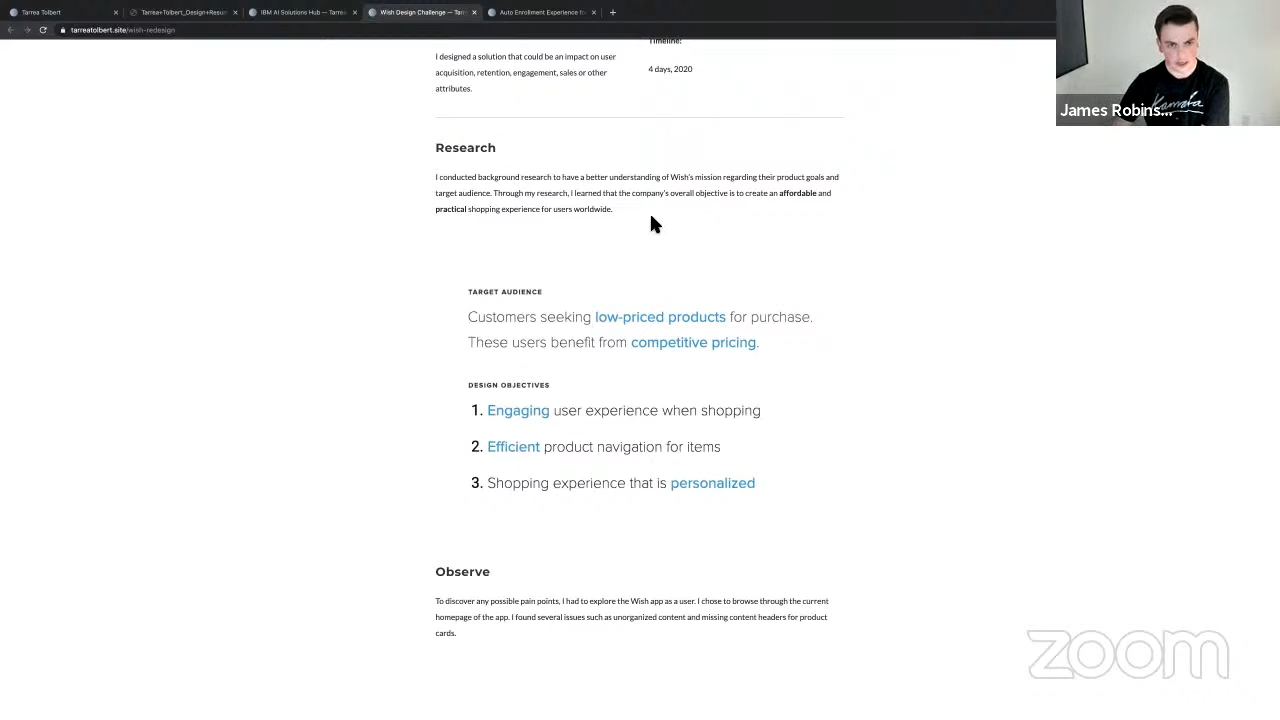 Tarrea Tolbert
Tarrea+Tolbert_Design+Resu
IBM AI Solutions Hub — Tarrea
Wish Design Challenge — Tarr
Auto Enrollment Experience fo
tarreatolbert.site/wish-redesign
I designed a solution that could be an impact on user
acquisition, retention, engagement, sales or other
attributes.
Timeline:
4 days, 2020
James Robins...
Research
I conducted background research to have a better understanding of Wish's mission regarding their product goals and
target audience. Through my research, I learned that the company's overall objective is to create an affordable and
practical shopping experience for users worldwide.
TARGET AUDIENCE
Customers seeking low-priced products for purchase.
These users benefit from competitive pricing.
DESIGN OBJECTIVES
1. Engaging user experience when shopping
2. Efficient product navigation for items
3. Shopping experience that is personalized
Observe
To discover any possible pain points, I had to explore the Wish app as a user. I chose to browse through the current
homepage of the app. I found several issues such as unorganized content and missing content headers for product
cards.
zoom